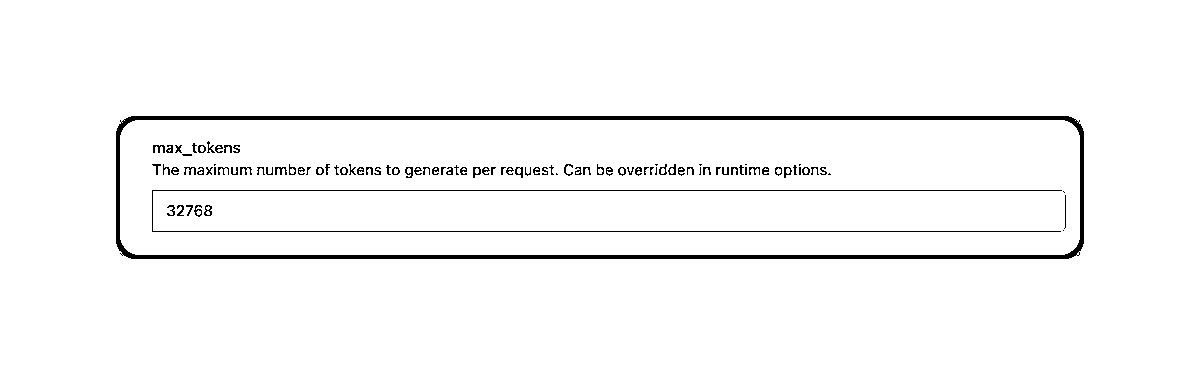 max_tokens
The maximum number of tokens to generate per request. Can be overridden in runtime options.
32768